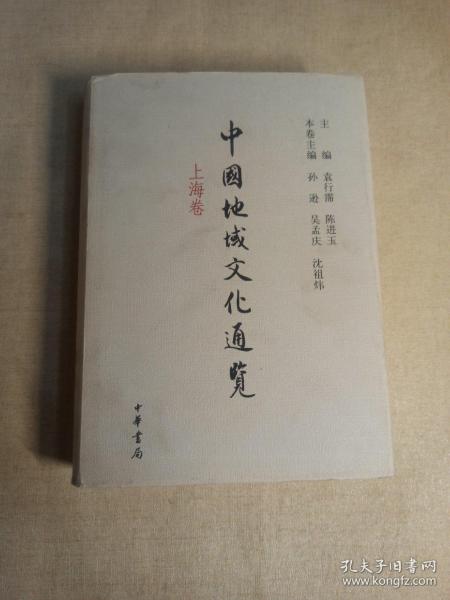 主编 袁行霈 陈进玉
本卷主编 孙逊 吴孟庆 沈祖炜
中國地域文化通覽
上海卷
中華書局
孔夫子旧书网
www.kongfz.com